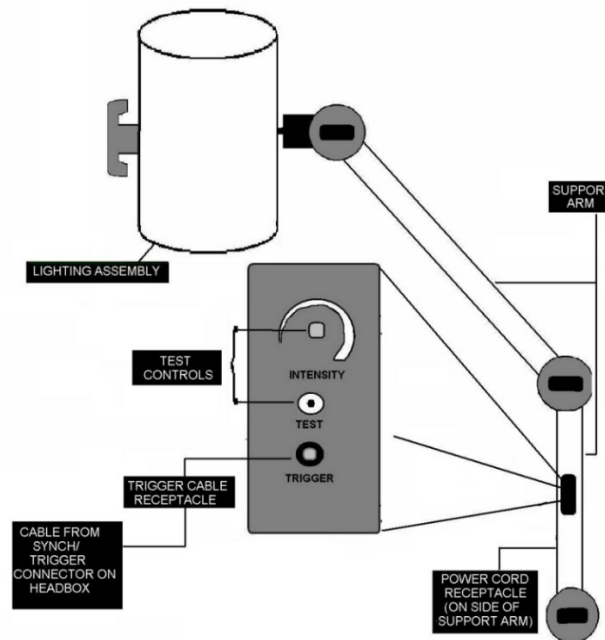 SUPPORT
ARM
LIGHTING ASSEMBLY
TEST
CONTROLS
INTENSITY
TEST
TRIGGER
TRIGGER CABLE
RECEPTACLE
CABLE FROM
SYNCH/
TRIGGER
CONNECTOR ON
HEADBOX
POWER CORD
RECEPTACLE
(ON SIDE OF
SUPPORT ARM)